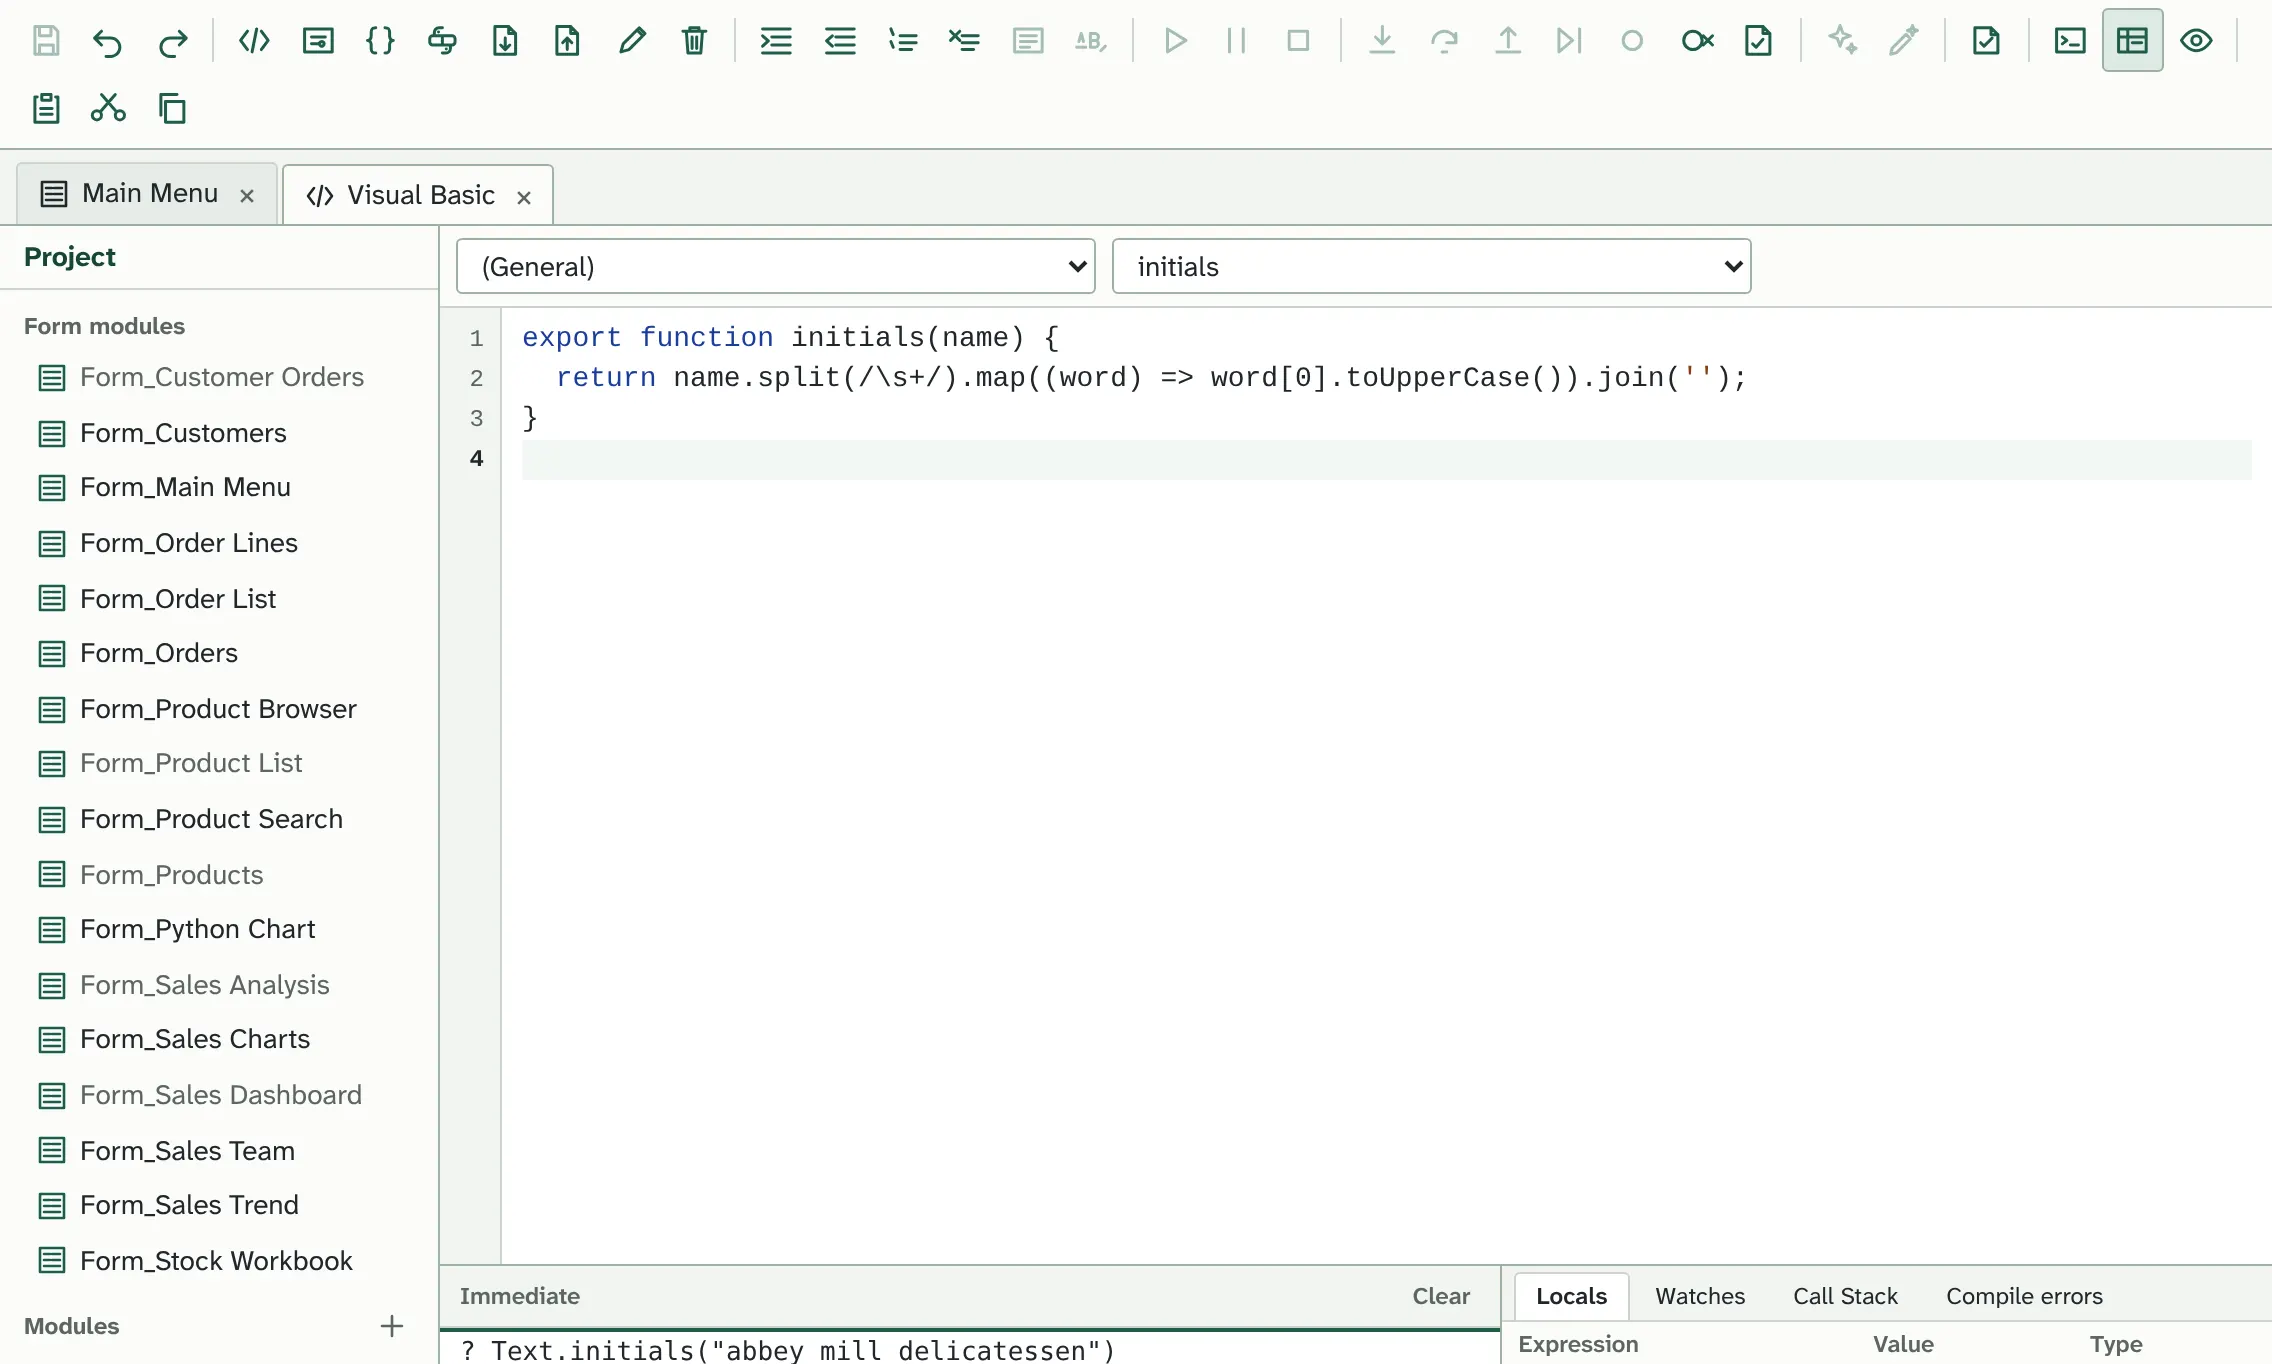 Main Menu ×
Visual Basic ×
Project
(General)
initials
Form modules
Form_Customer Orders
Form_Customers
Form_Main Menu
Form_Order Lines
Form_Order List
Form_Orders
Form_Product Browser
Form_Product List
Form_Product Search
Form_Products
Form_Python Chart
Form_Sales Analysis
Form_Sales Charts
Form_Sales Dashboard
Form_Sales Team
Form_Sales Trend
Form_Stock Workbook
Modules
1 export function initials(name) {
2   return name.split(/\s+/).map((word) => word[0].toUpperCase()).join('');
3 }
4
Immediate
Clear
? Text.initials("abbey mill delicatessen")
Locals Watches Call Stack Compile errors
Expression Value Type